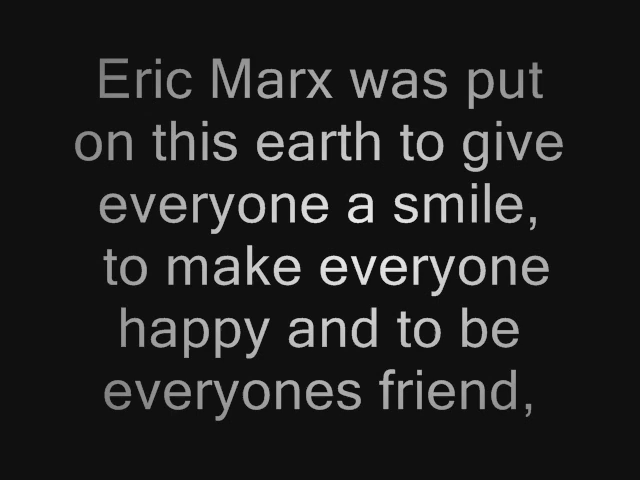 Eric Marx was put
on this earth to give
everyone a smile,
to make everyone
happy and to be
everyones friend,